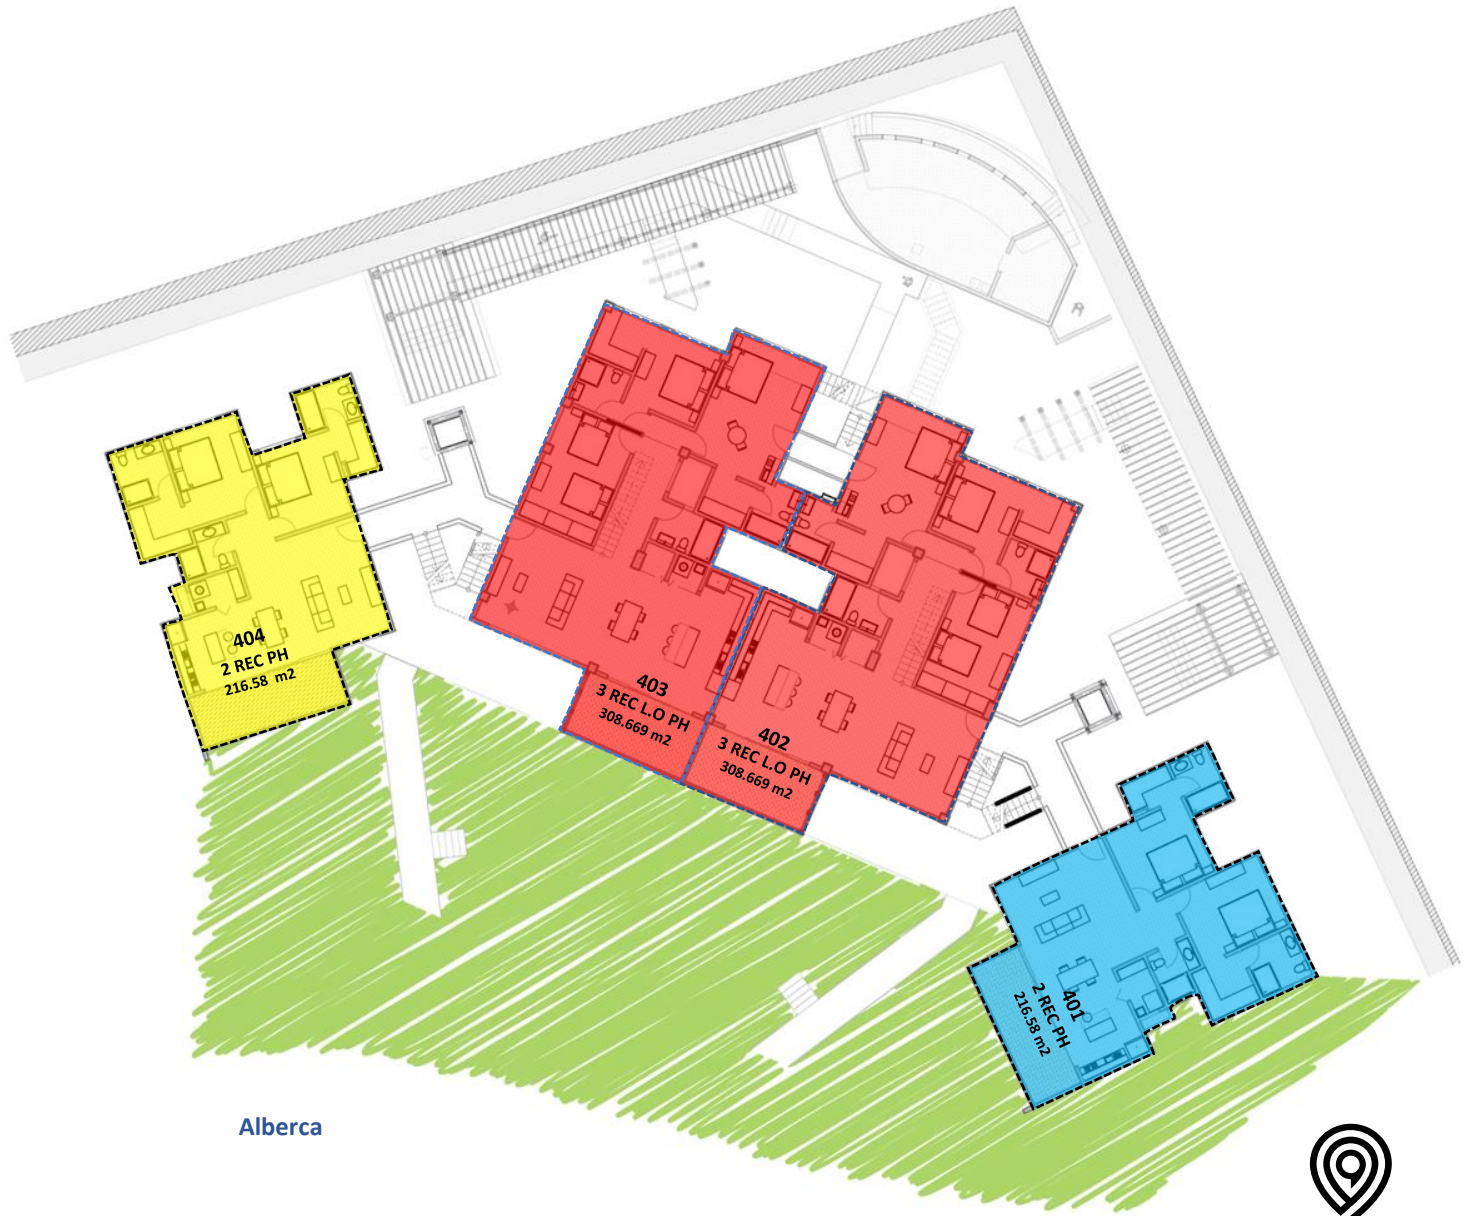 404
2 REC PH
216.58 m2
403
3 REC L.O PH
308.669 m2
402
3 REC L.O PH
308.669 m2
401
2 REC PH
216.58 m2
Alberca